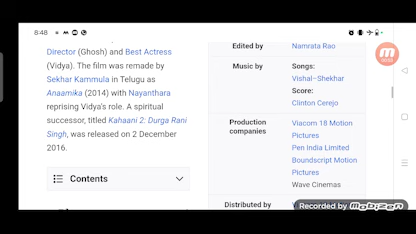 8:48
Director (Ghosh) and Best Actress
(Vidya). The film was remade by
Sekhar Kammula in Telugu as
Anaamika (2014) with Nayanthara
reprising Vidya's role. A spiritual
successor, titled Kahaani 2: Durga Rani
Singh, was released on 2 December
2016.
Contents
Edited by Namrata Rao
Music by Songs:
Vishal–Shekhar
Score:
Clinton Cerejo
Production Viacom 18 Motion
companies Pictures
Pen India Limited
Boundscript Motion
Pictures
Wave Cinemas
Distributed by
Recorded by Mobizen